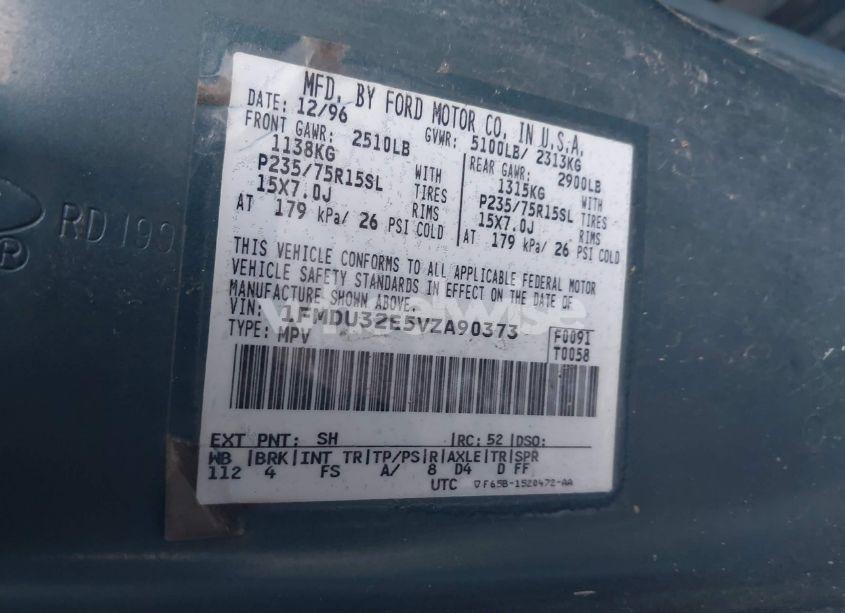 MFD. BY FORD MOTOR CO. IN U.S.A.
DATE: 12/96 GVWR: 5100LB/ 2313KG
FRONT GAWR: 2510LB REAR GAWR: 2900LB
1138KG WITH 1315KG WITH
P235/75R15SL TIRES P235/75R15SL TIRES
15X7.0J RIMS 15X7.0J RIMS
AT 179 kPa/ 26 PSI COLD AT 179 kPa/ 26 PSI COLD
THIS VEHICLE CONFORMS TO ALL APPLICABLE FEDERAL MOTOR
VEHICLE SAFETY STANDARDS IN EFFECT ON THE DATE OF
MANUFACTURE SHOWN ABOVE.
VIN: 1FMDU32E5VZA90373 F0091
TYPE: MPV T0058
EXT PNT: SH RC: 52 DSO:
WB BRK INT TR TP/PS R AXLE TR SPR
112 4 FS A/ 8 D4 D FF
UTC F65B-1520472-AA
RD199
P
wheelwise